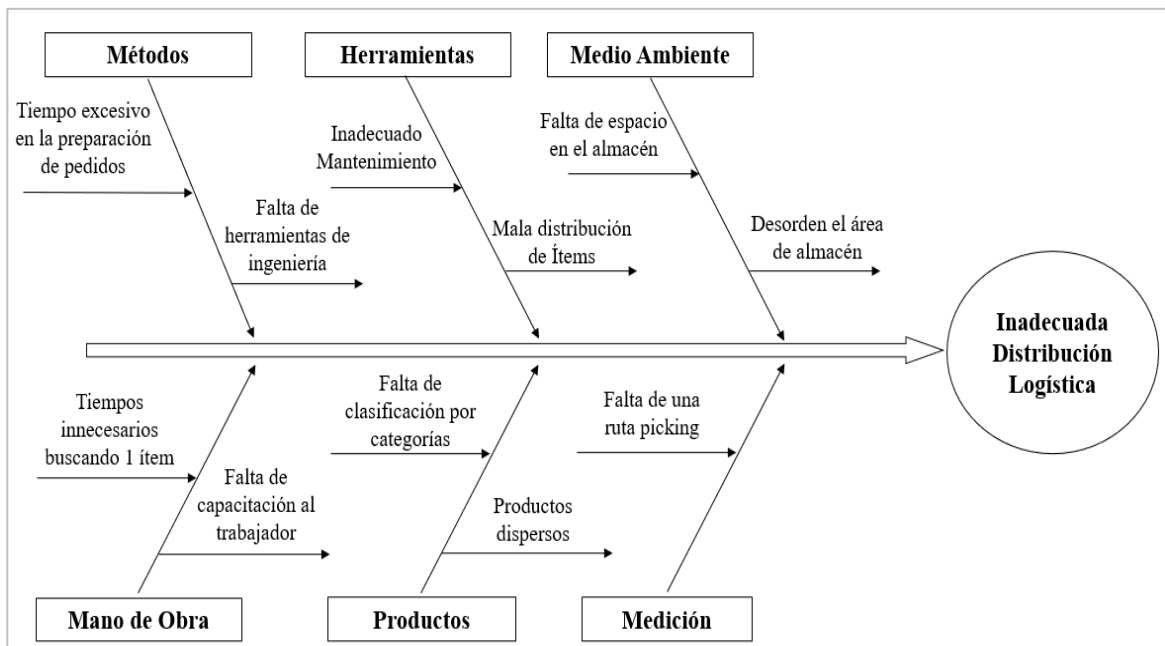 Métodos
Herramientas
Medio Ambiente
Tiempo excesivo
en la preparación
de pedidos
Falta de
herramientas de
ingeniería
Inadecuado
Mantenimiento
Mala distribución
de Ítems
Falta de espacio
en el almacén
Desorden el área
de almacén
Inadecuada
Distribución
Logística
Tiempos
innecesarios
buscando 1 ítem
Falta de
capacitación al
trabajador
Falta de
clasificación por
categorías
Productos
dispersos
Falta de una
ruta picking
Mano de Obra
Productos
Medición